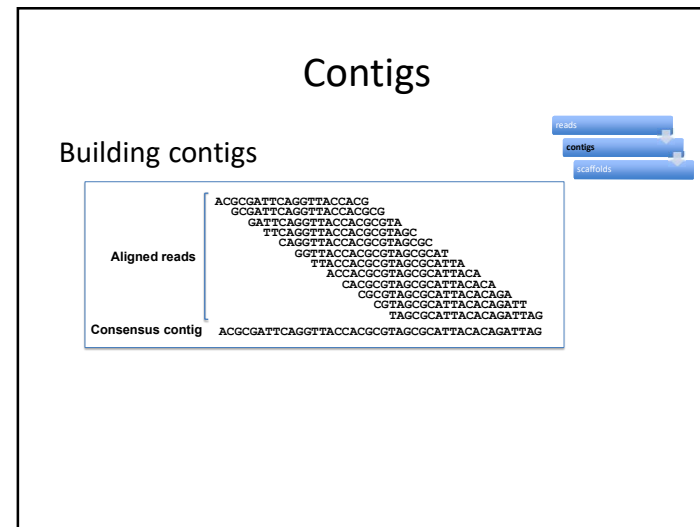 Contigs
reads
contigs
scaffolds
Building contigs
Aligned reads
ACGCGATTCAGGTTACCACG
GCGATTCAGGTTACCACGCG
GATTCAGGTTACCACGCGTA
TTCAGGTTACCACGCGTAGC
CAGGTTACCACGCGTAGCGC
GGTTACCACGCGTAGCGCAT
TTACCACGCGTAGCGCATTA
ACCACGCGTAGCGCATTACA
CACGCGTAGCGCATTACACA
CGCGTAGCGCATTACACAGA
CGTAGCGCATTACACAGATT
TAGCGCATTACACAGATTAG
Consensus contig ACGCGATTCAGGTTACCACGCGTAGCGCATTACACAGATTAG